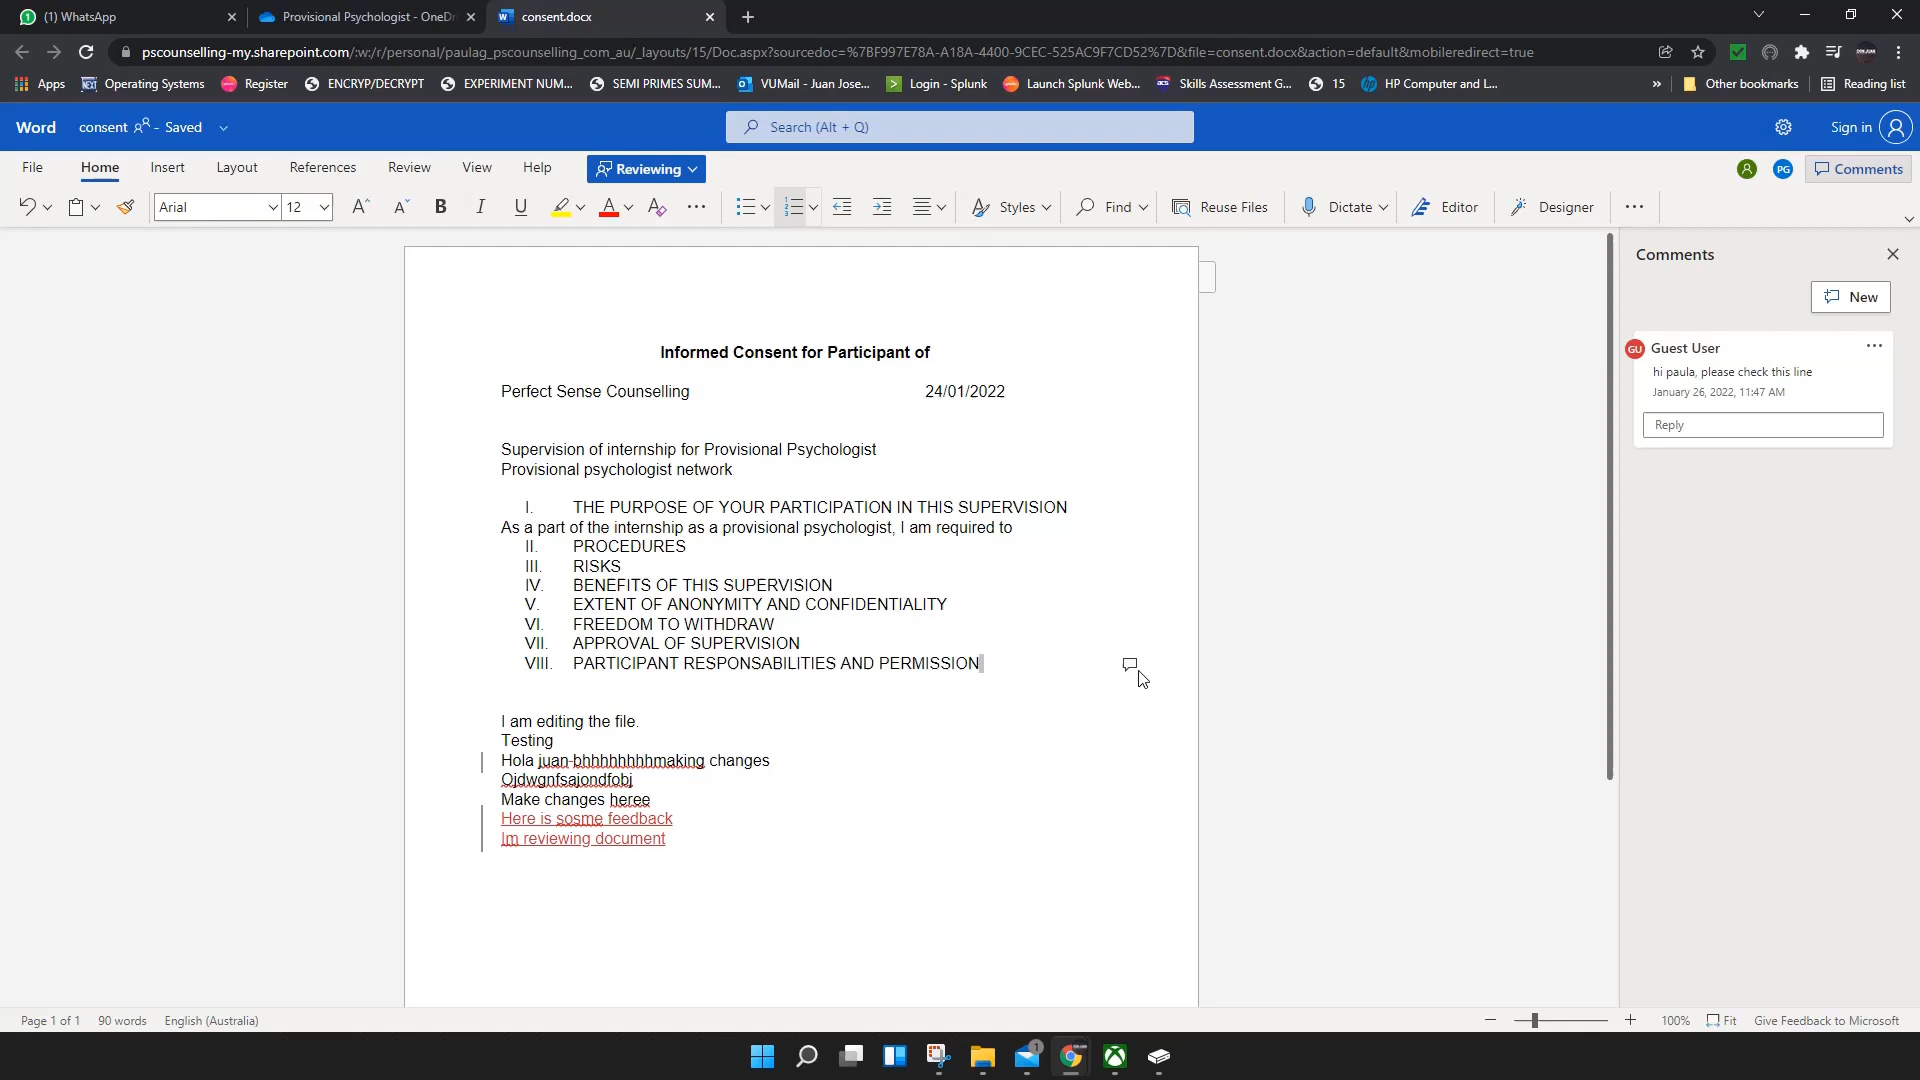 (1) WhatsApp
Provisional Psychologist - OneDr
consent.docx
pscounselling-my.sharepoint.com/:w:/r/personal/paulag_pscounselling_com_au/_layouts/15/Doc.aspx?sourcedoc=%7BF997E78A-A18A-4400-9CEC-525AC9F7CD52%7D&file=consent.docx&action=default&mobileredirect=true
Apps
NEXT Operating Systems
Register
ENCRYP/DECRYPT
EXPERIMENT NUM...
SEMI PRIMES SUM...
VUMail - Juan Jose...
Login - Splunk
Launch Splunk Web...
acs Skills Assessment G...
15
HP Computer and L...
»
Other bookmarks
Reading list
Word
consent - Saved
Search (Alt + Q)
Sign in
File
Home
Insert
Layout
References
Review
View
Help
Reviewing
PG
Comments
Arial
12
Styles
Find
Reuse Files
Dictate
Editor
Designer
Informed Consent for Participant of
Perfect Sense Counselling 24/01/2022
Supervision of internship for Provisional Psychologist
Provisional psychologist network
I. THE PURPOSE OF YOUR PARTICIPATION IN THIS SUPERVISION
As a part of the internship as a provisional psychologist, I am required to
II. PROCEDURES
III. RISKS
IV. BENEFITS OF THIS SUPERVISION
V. EXTENT OF ANONYMITY AND CONFIDENTIALITY
VI. FREEDOM TO WITHDRAW
VII. APPROVAL OF SUPERVISION
VIII. PARTICIPANT RESPONSABILITIES AND PERMISSION
I am editing the file.
Testing
Hola juan-bhhhhhhhhmaking changes
Ojdwgnfsajondfobj
Make changes heree
Here is sosme feedback
Im reviewing document
Comments
New
GU Guest User
hi paula, please check this line
January 26, 2022, 11:47 AM
Reply
Page 1 of 1
90 words
English (Australia)
100%
Fit
Give Feedback to Microsoft
1